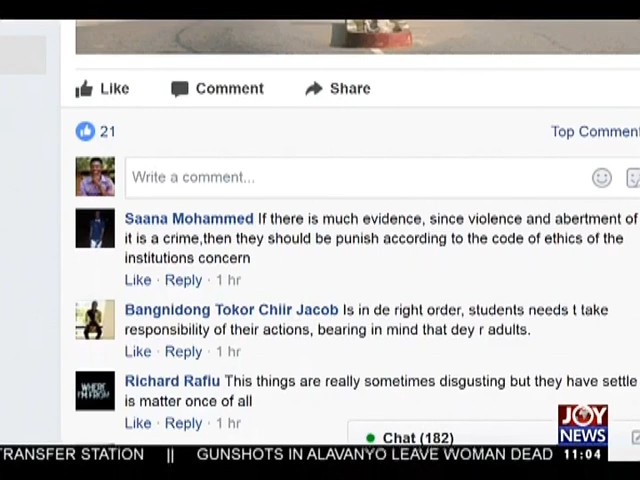 Like Comment Share
21 Top Comment
Write a comment...
Saana Mohammed If there is much evidence, since violence and abertment of
it is a crime,then they should be punish according to the code of ethics of the
institutions concern
Like · Reply · 1 hr
Bangnidong Tokor Chiir Jacob Is in de right order, students needs t take
responsibility of their actions, bearing in mind that dey r adults.
Like · Reply · 1 hr
Richard Rafiu This things are really sometimes disgusting but they have settle
is matter once of all
Like · Reply · 1 hr
WHERE
I'M FROM
Chat (182)
JOY
NEWS
TRANSFER STATION || GUNSHOTS IN ALAVANYO LEAVE WOMAN DEAD 11:04